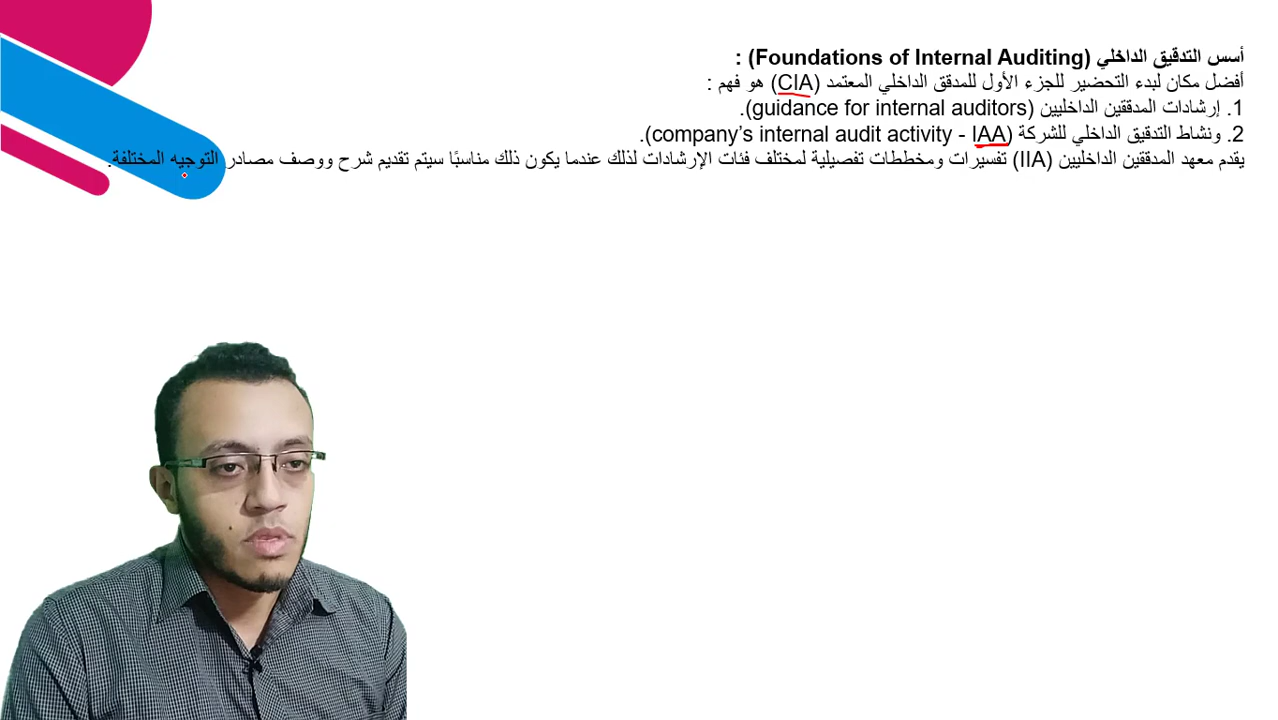 أسس التدقيق الداخلي (Foundations of Internal Auditing) :
أفضل مكان لبدء التحضير للجزء الأول للمدقق الداخلي المعتمد (CIA) هو فهم :
1. إرشادات المدققين الداخليين (guidance for internal auditors).
2. ونشاط التدقيق الداخلي للشركة (company’s internal audit activity - IAA).
يقدم معهد المدققين الداخليين (IIA) تفسيرات ومخططات تفصيلية لمختلف فئات الإرشادات لذلك عندما يكون ذلك مناسبًا سيتم تقديم شرح ووصف مصادر التوجيه المختلفة.